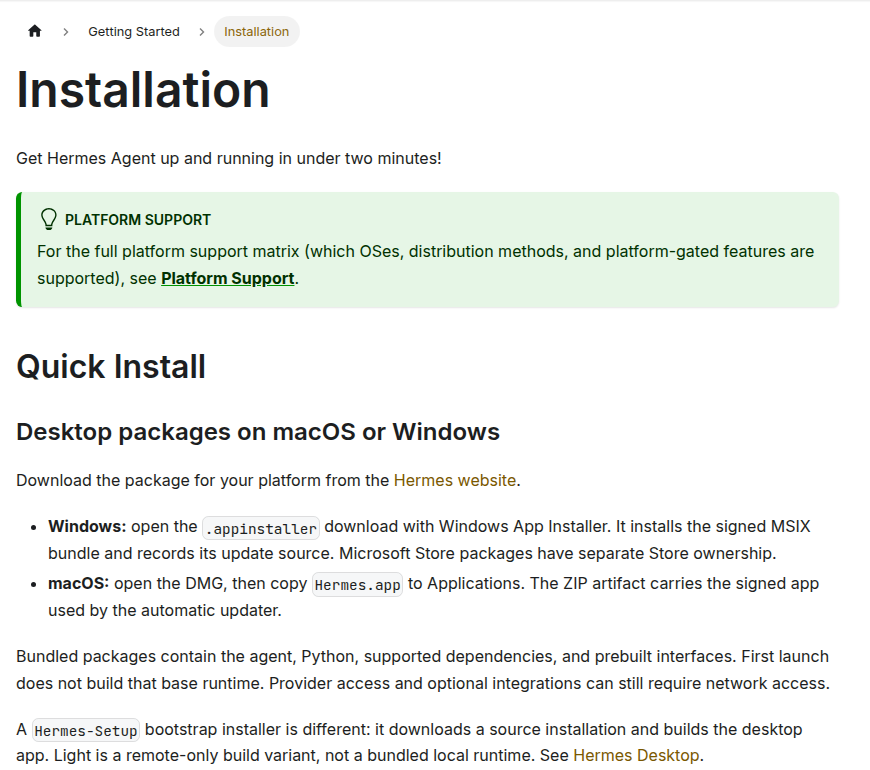 Getting Started
Installation
Installation
Get Hermes Agent up and running in under two minutes!
PLATFORM SUPPORT
For the full platform support matrix (which OSes, distribution methods, and platform-gated features are
supported), see Platform Support.
Quick Install
Desktop packages on macOS or Windows
Download the package for your platform from the Hermes website.
Windows: open the .appinstaller download with Windows App Installer. It installs the signed MSIX
bundle and records its update source. Microsoft Store packages have separate Store ownership.
macOS: open the DMG, then copy Hermes.app to Applications. The ZIP artifact carries the signed app
used by the automatic updater.
Bundled packages contain the agent, Python, supported dependencies, and prebuilt interfaces. First launch
does not build that base runtime. Provider access and optional integrations can still require network access.
A Hermes-Setup bootstrap installer is different: it downloads a source installation and builds the desktop
app. Light is a remote-only build variant, not a bundled local runtime. See Hermes Desktop.